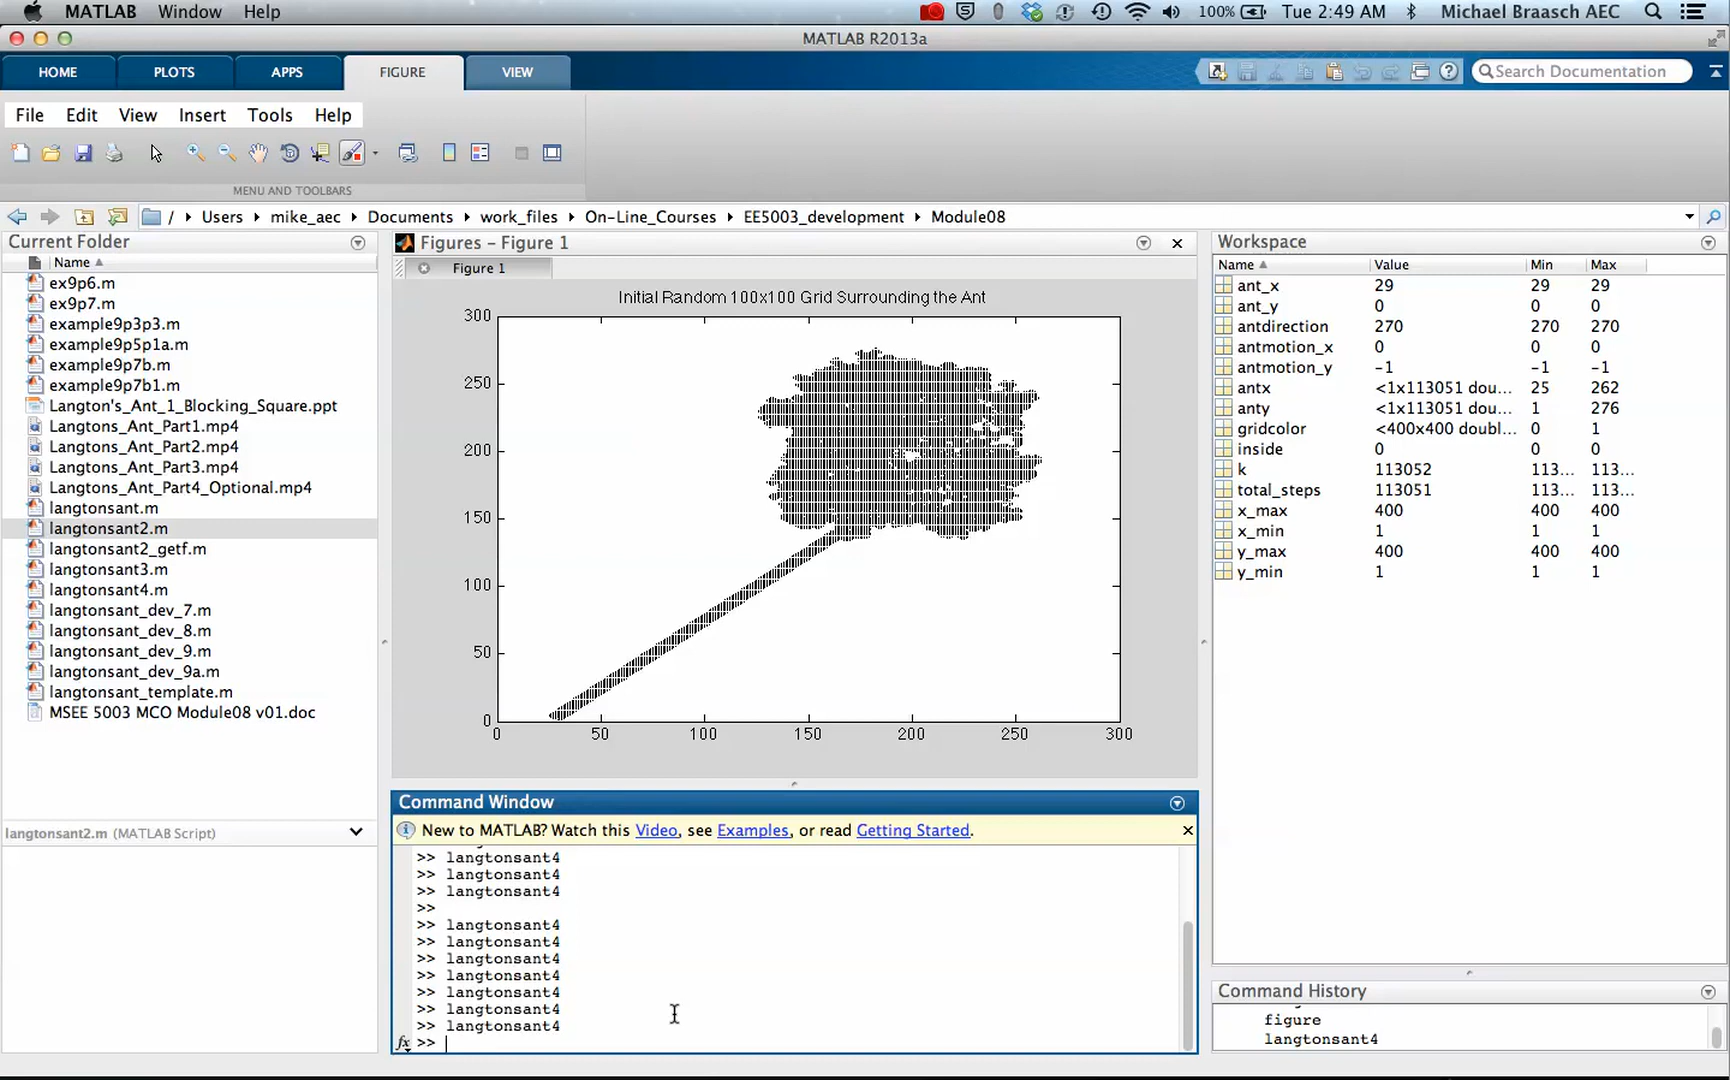 MATLAB Window Help 100% Tue 2:49 AM Michael Braasch AEC
MATLAB R2013a
HOME PLOTS APPS FIGURE VIEW Search Documentation
File Edit View Insert Tools Help
MENU AND TOOLBARS
/ Users mike_aec Documents work_files On-Line_Courses EE5003_development Module08
Current Folder
Name
ex9p6.m
ex9p7.m
example9p3p3.m
example9p5p1a.m
example9p7b.m
example9p7b1.m
Langton's_Ant_1_Blocking_Square.ppt
Langtons_Ant_Part1.mp4
Langtons_Ant_Part2.mp4
Langtons_Ant_Part3.mp4
Langtons_Ant_Part4_Optional.mp4
langtonsant.m
langtonsant2.m
langtonsant2_getf.m
langtonsant3.m
langtonsant4.m
langtonsant_dev_7.m
langtonsant_dev_8.m
langtonsant_dev_9.m
langtonsant_dev_9a.m
langtonsant_template.m
MSEE 5003 MCO Module08 v01.doc
langtonsant2.m (MATLAB Script)
Figures - Figure 1
Figure 1
Initial Random 100x100 Grid Surrounding the Ant
300
250
200
150
100
50
0
0 50 100 150 200 250 300
Command Window
New to MATLAB? Watch this Video, see Examples, or read Getting Started.
>> langtonsant4
>> langtonsant4
>> langtonsant4
>>
>> langtonsant4
>> langtonsant4
>> langtonsant4
>> langtonsant4
>> langtonsant4
>> langtonsant4
>> langtonsant4
fx >>
Workspace
Name Value Min Max
ant_x 29 29 29
ant_y 0 0 0
antdirection 270 270 270
antmotion_x 0 0 0
antmotion_y -1 -1 -1
antx <1x113051 dou... 25 262
anty <1x113051 dou... 1 276
gridcolor <400x400 doubl... 0 1
inside 0 0 0
k 113052 113... 113...
total_steps 113051 113... 113...
x_max 400 400 400
x_min 1 1 1
y_max 400 400 400
y_min 1 1 1
Command History
figure
langtonsant4